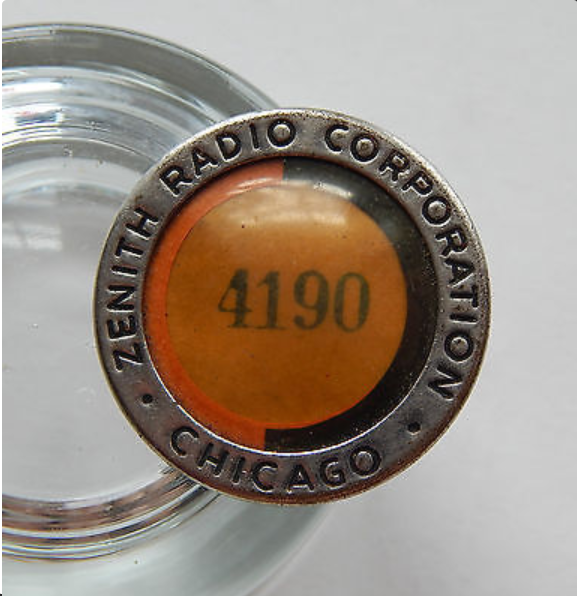 ZENITH RADIO CORPORATION
4190
• CHICAGO •